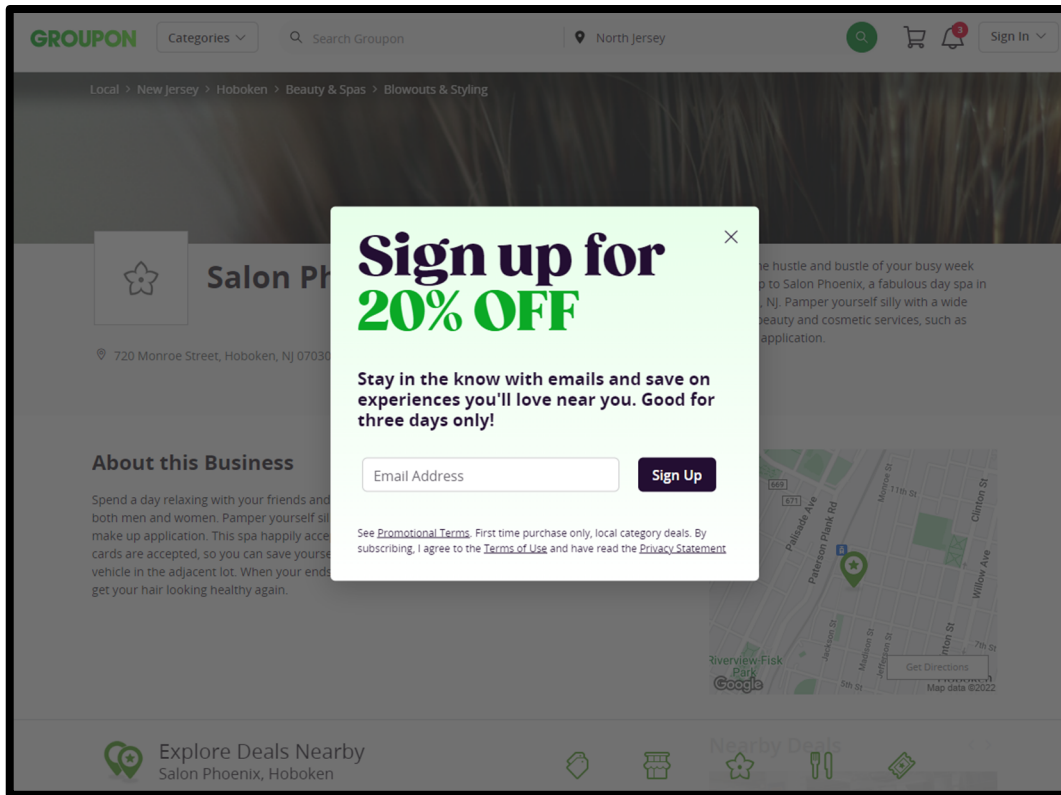 GROUPON
Categories
Search Groupon
North Jersey
3
Sign In
Local > New Jersey > Hoboken > Beauty & Spas > Blowouts & Styling
Sign up for
20% OFF
Salon Ph
e hustle and bustle of your busy week
p to Salon Phoenix, a fabulous day spa in
, NJ. Pamper yourself silly with a wide
beauty and cosmetic services, such as
application.
720 Monroe Street, Hoboken, NJ 07030
Stay in the know with emails and save on
experiences you'll love near you. Good for
three days only!
Email Address
Sign Up
See Promotional Terms. First time purchase only, local category deals. By
subscribing, I agree to the Terms of Use and have read the Privacy Statement
About this Business
Spend a day relaxing with your friends and
both men and women. Pamper yourself sil
make up application. This spa happily acce
cards are accepted, so you can save yourse
vehicle in the adjacent lot. When your ends
get your hair looking healthy again.
669
671
Monroe St
11th St
Clinton St
Palisade Ave
Paterson Plank Rd
Willow Ave
Jackson St
Madison St
Jefferson St
nton St
7th St
5th St
Riverview-Fisk
Park
Get Directions
Hoboken
Google
Map data ©2022
Explore Deals Nearby
Salon Phoenix, Hoboken
Nearby Deals